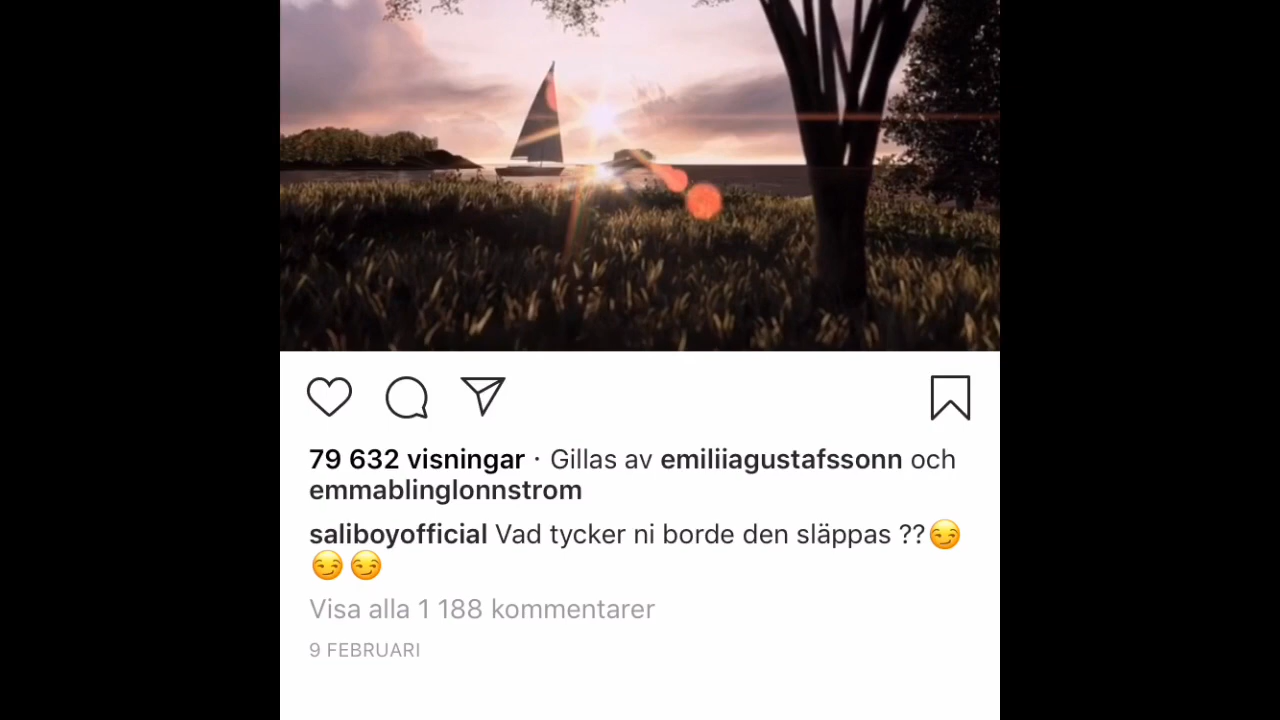 79 632 visningar · Gillas av emiliiagustafssonn och
emmablinglonnstrom
saliboyofficial Vad tycker ni borde den släppas ??😏
😏😏
Visa alla 1 188 kommentarer
9 FEBRUARI